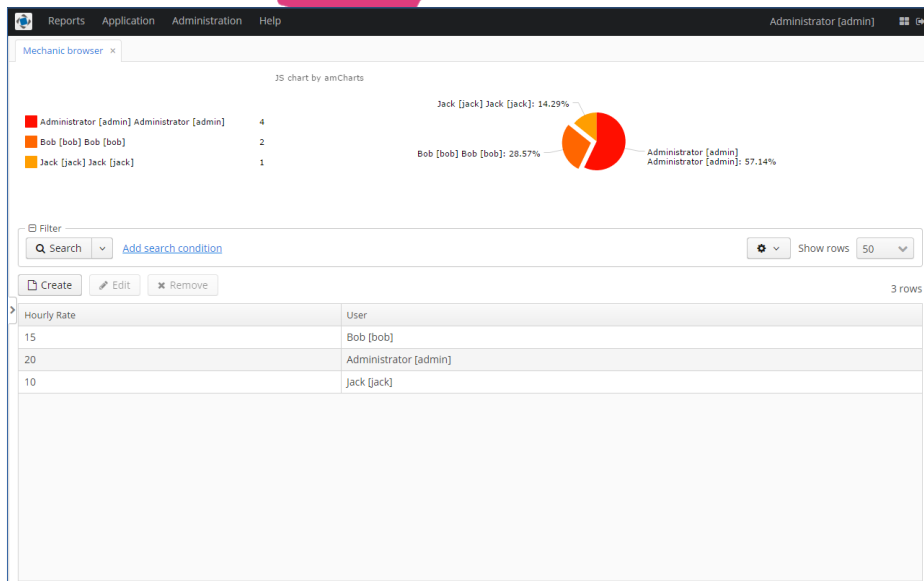 Reports Application Administration Help Administrator [admin]
Mechanic browser ×
JS chart by amCharts
Administrator [admin] Administrator [admin] 4
Bob [bob] Bob [bob] 2
Jack [jack] Jack [jack] 1
Jack [jack] Jack [jack]: 14.29%
Bob [bob] Bob [bob]: 28.57%
Administrator [admin]
Administrator [admin]: 57.14%
Filter
Search Add search condition Show rows 50
Create Edit Remove 3 rows
Hourly Rate User
15 Bob [bob]
20 Administrator [admin]
10 Jack [jack]